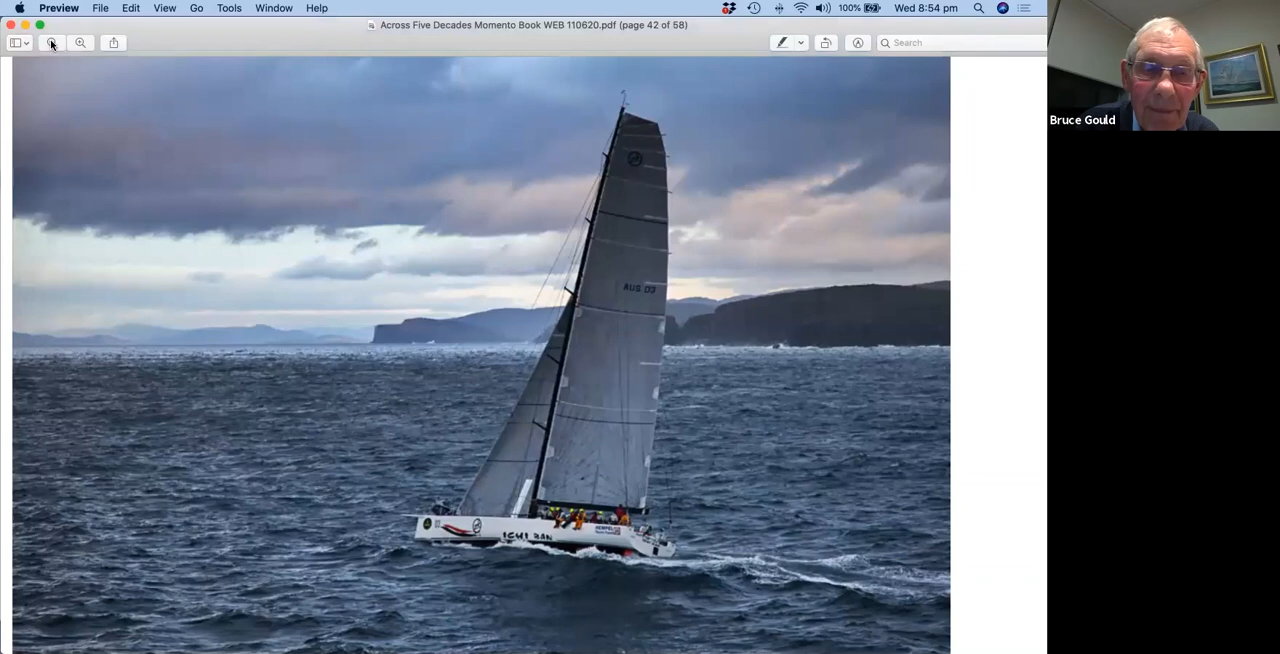 Preview File Edit View Go Tools Window Help 100% Wed 8:54 pm
Across Five Decades Momento Book WEB 110620.pdf (page 42 of 58)
Search
Bruce Gould
AUS 03
ICHI BAN